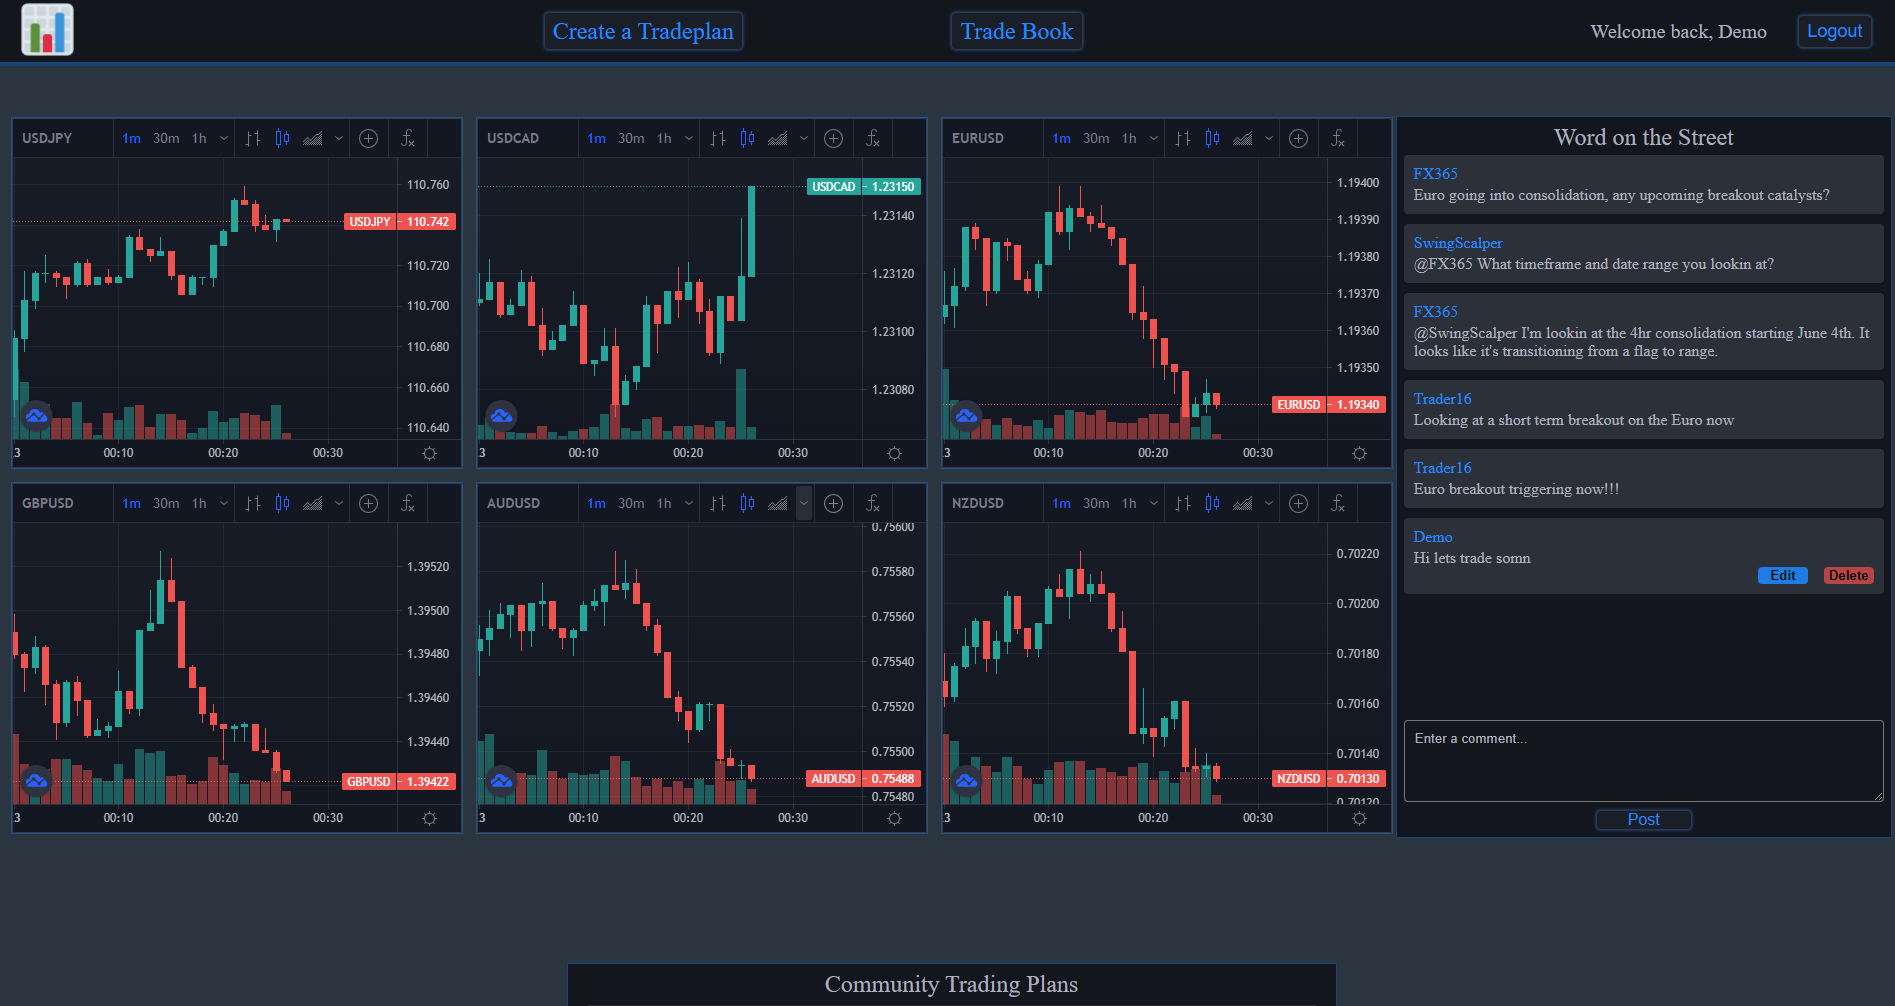 Create a Tradeplan
Trade Book
Welcome back, Demo
Logout
USDJPY 1m 30m 1h
110.760
USDJPY 110.742
110.720
110.700
110.680
110.660
110.640
3 00:10 00:20 00:30
USDCAD 1m 30m 1h
USDCAD 1.23150
1.23140
1.23120
1.23100
1.23080
3 00:10 00:20 00:30
EURUSD 1m 30m 1h
1.19400
1.19390
1.19380
1.19370
1.19360
1.19350
EURUSD 1.19340
3 00:10 00:20 00:30
GBPUSD 1m 30m 1h
1.39520
1.39500
1.39480
1.39460
1.39440
GBPUSD 1.39422
3 00:10 00:20 00:30
AUDUSD 1m 30m 1h
0.75600
0.75580
0.75560
0.75540
0.75520
0.75500
AUDUSD 0.75488
0.75480
3 00:10 00:20 00:30
NZDUSD 1m 30m 1h
0.70220
0.70200
0.70180
0.70160
0.70140
NZDUSD 0.70130
0.70120
3 00:10 00:20 00:30
Word on the Street
FX365
Euro going into consolidation, any upcoming breakout catalysts?
SwingScalper
@FX365 What timeframe and date range you lookin at?
FX365
@SwingScalper I'm lookin at the 4hr consolidation starting June 4th. It
looks like it's transitioning from a flag to range.
Trader16
Looking at a short term breakout on the Euro now
Trader16
Euro breakout triggering now!!!
Demo
Hi lets trade somn
Edit Delete
Enter a comment...
Post
Community Trading Plans